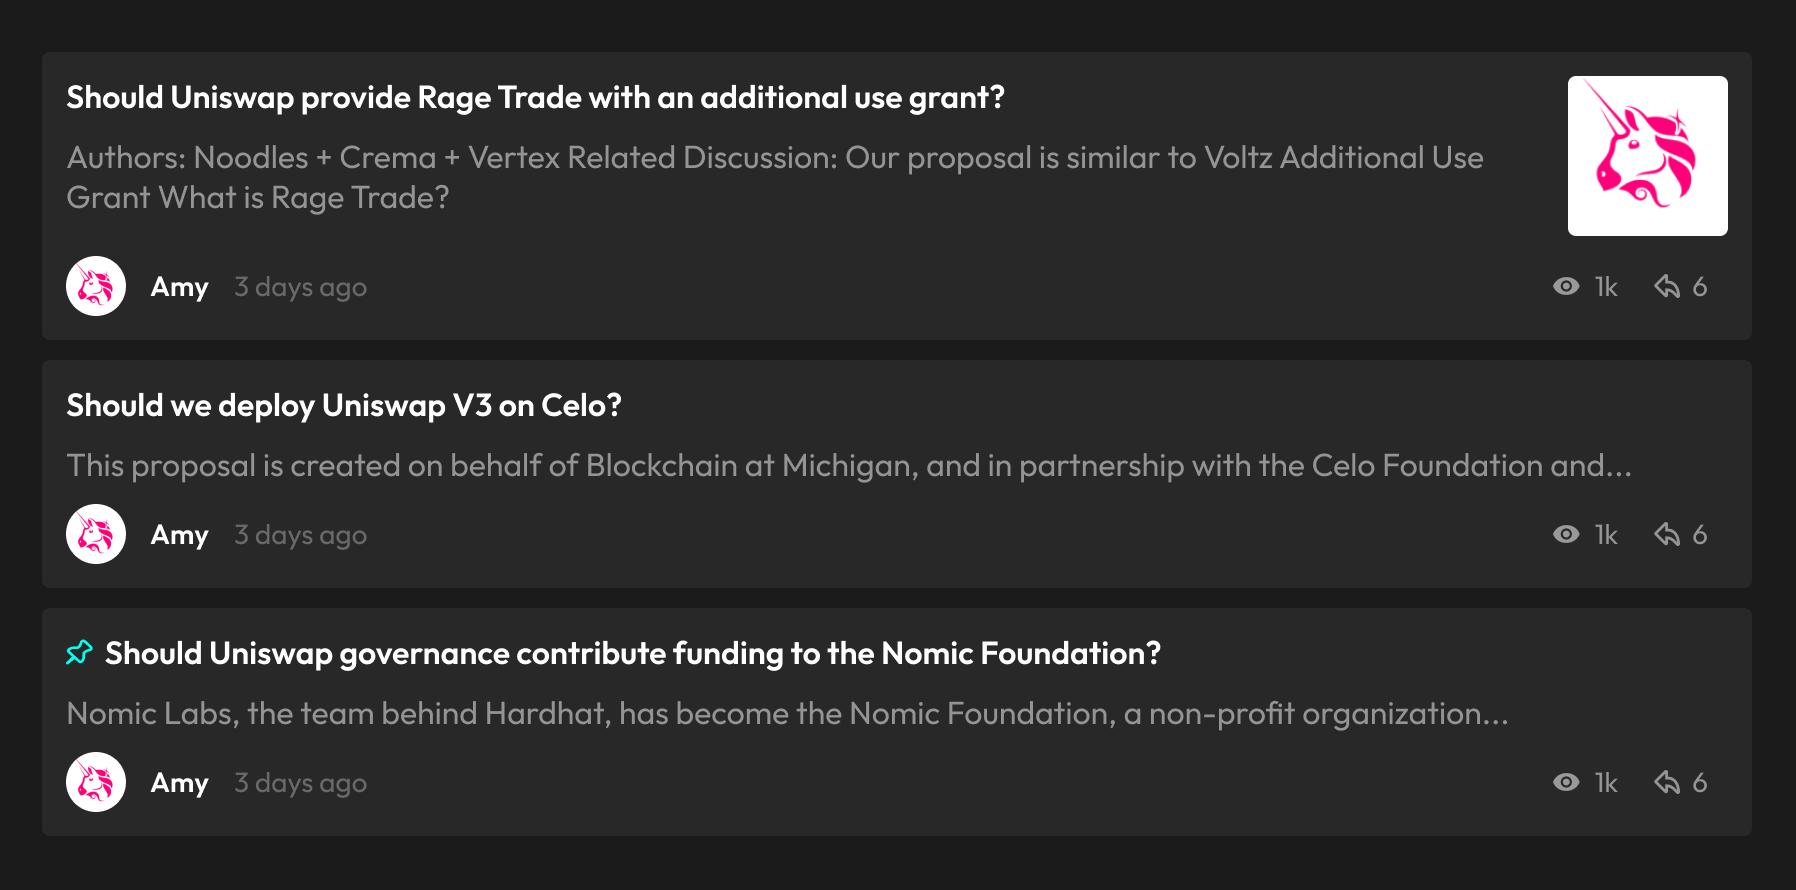 Should Uniswap provide Rage Trade with an additional use grant?
Authors: Noodles + Crema + Vertex Related Discussion: Our proposal is similar to Voltz Additional Use
Grant What is Rage Trade?
Amy 3 days ago 1k 6
Should we deploy Uniswap V3 on Celo?
This proposal is created on behalf of Blockchain at Michigan, and in partnership with the Celo Foundation and...
Amy 3 days ago 1k 6
Should Uniswap governance contribute funding to the Nomic Foundation?
Nomic Labs, the team behind Hardhat, has become the Nomic Foundation, a non-profit organization...
Amy 3 days ago 1k 6